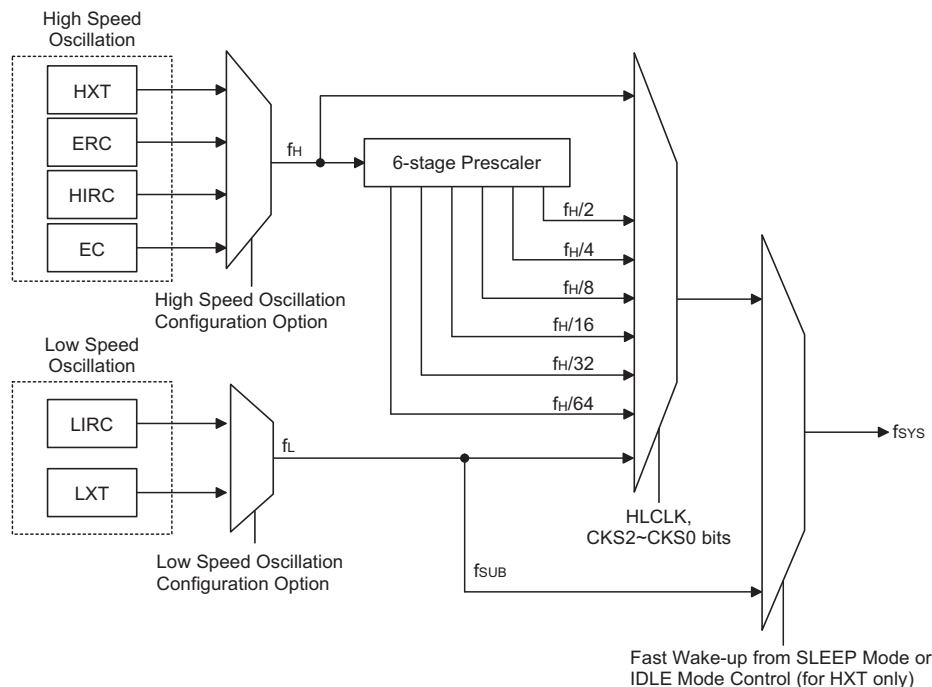 High Speed
Oscillation
HXT
ERC
HIRC
EC
fH
6-stage Prescaler
fH/2
fH/4
fH/8
fH/16
fH/32
fH/64
High Speed Oscillation
Configuration Option
Low Speed
Oscillation
LIRC
LXT
fL
Low Speed Oscillation
Configuration Option
fSUB
HLCLK,
CKS2~CKS0 bits
fSYS
Fast Wake-up from SLEEP Mode or
IDLE Mode Control (for HXT only)